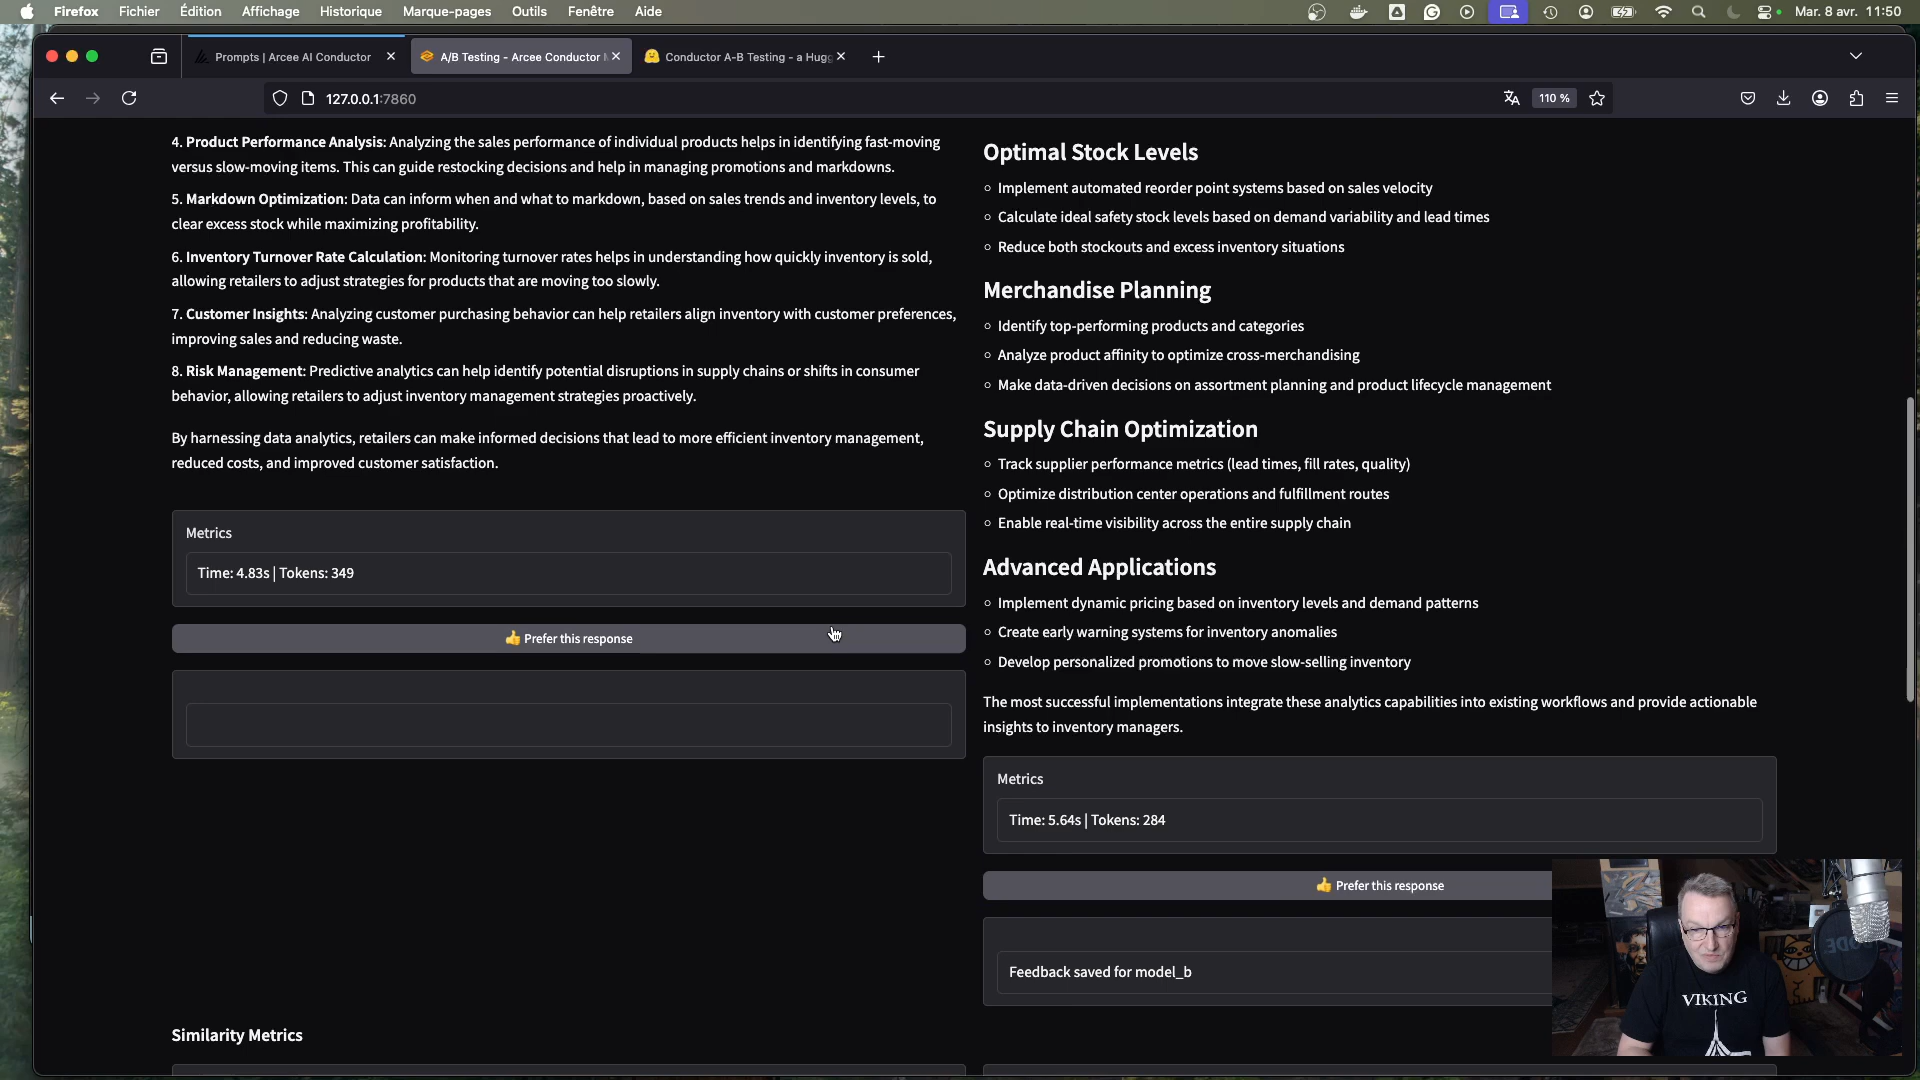 Firefox Fichier Édition Affichage Historique Marque-pages Outils Fenêtre Aide Mar. 8 avr. 11:50
Prompts | Arcee AI Conductor
A/B Testing - Arcee Conductor
Conductor A-B Testing - a Hugg
127.0.0.1:7860
110 %
4. Product Performance Analysis: Analyzing the sales performance of individual products helps in identifying fast-moving
versus slow-moving items. This can guide restocking decisions and help in managing promotions and markdowns.
5. Markdown Optimization: Data can inform when and what to markdown, based on sales trends and inventory levels, to
clear excess stock while maximizing profitability.
6. Inventory Turnover Rate Calculation: Monitoring turnover rates helps in understanding how quickly inventory is sold,
allowing retailers to adjust strategies for products that are moving too slowly.
7. Customer Insights: Analyzing customer purchasing behavior can help retailers align inventory with customer preferences,
improving sales and reducing waste.
8. Risk Management: Predictive analytics can help identify potential disruptions in supply chains or shifts in consumer
behavior, allowing retailers to adjust inventory management strategies proactively.
By harnessing data analytics, retailers can make informed decisions that lead to more efficient inventory management,
reduced costs, and improved customer satisfaction.
Metrics
Time: 4.83s | Tokens: 349
👍 Prefer this response
Optimal Stock Levels
Implement automated reorder point systems based on sales velocity
Calculate ideal safety stock levels based on demand variability and lead times
Reduce both stockouts and excess inventory situations
Merchandise Planning
Identify top-performing products and categories
Analyze product affinity to optimize cross-merchandising
Make data-driven decisions on assortment planning and product lifecycle management
Supply Chain Optimization
Track supplier performance metrics (lead times, fill rates, quality)
Optimize distribution center operations and fulfillment routes
Enable real-time visibility across the entire supply chain
Advanced Applications
Implement dynamic pricing based on inventory levels and demand patterns
Create early warning systems for inventory anomalies
Develop personalized promotions to move slow-selling inventory
The most successful implementations integrate these analytics capabilities into existing workflows and provide actionable
insights to inventory managers.
Metrics
Time: 5.64s | Tokens: 284
👍 Prefer this response
Feedback saved for model_b
VIKING
Similarity Metrics